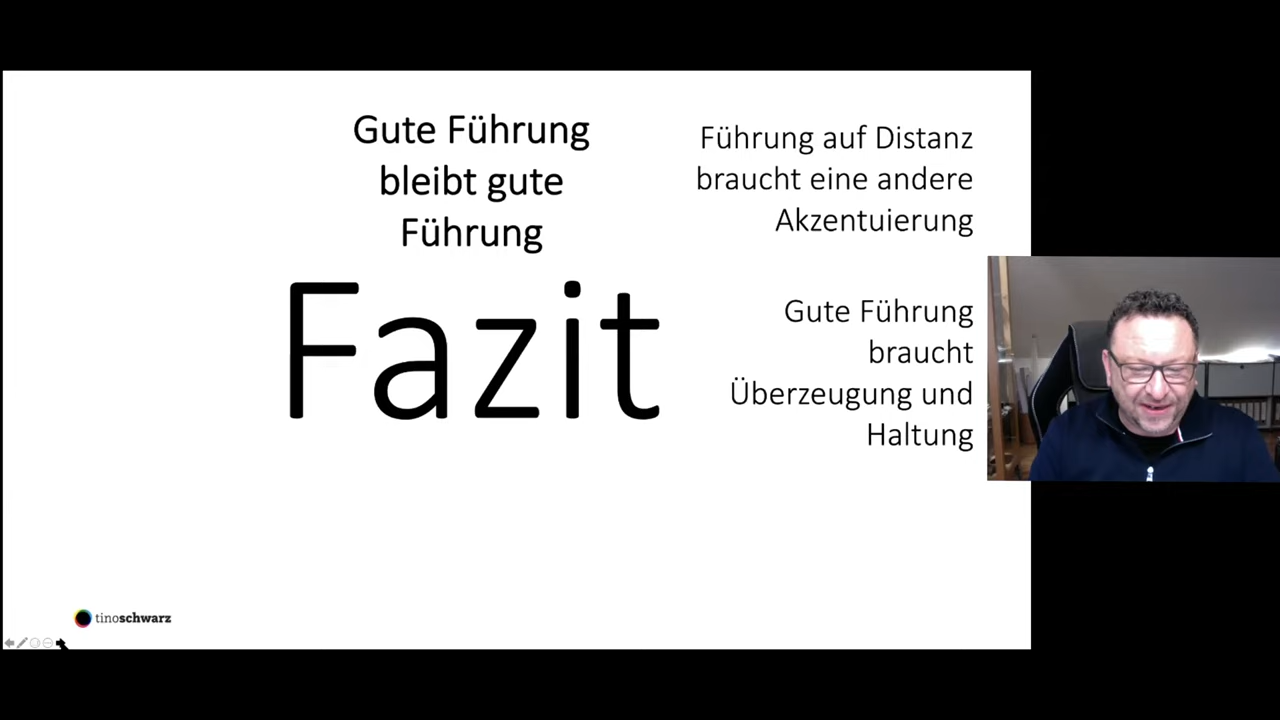 Gute Führung
bleibt gute
Führung
Fazit
Führung auf Distanz
braucht eine andere
Akzentuierung
Gute Führung
braucht
Überzeugung und
Haltung
tinoschwarz